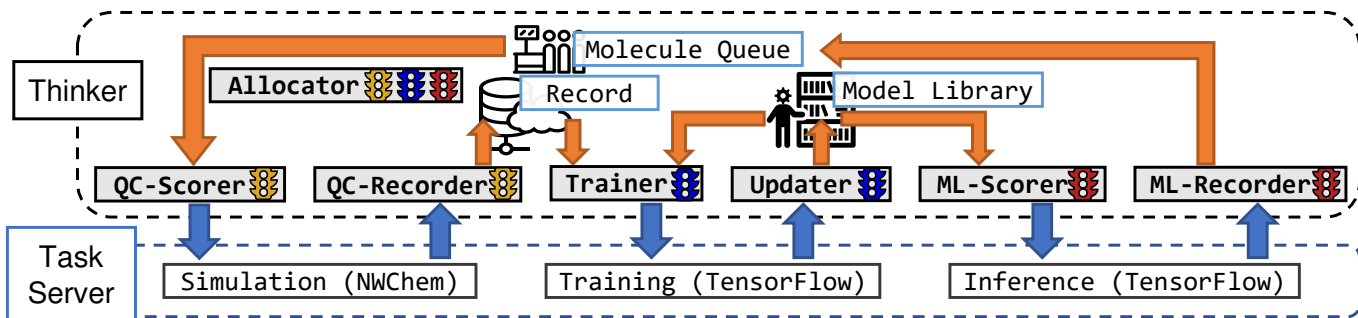 Molecule Queue
Thinker
Allocator
Record
Model Library
QC-Scorer
QC-Recorder
Trainer
Updater
ML-Scorer
ML-Recorder
Task
Server
Simulation (NWChem)
Training (TensorFlow)
Inference (TensorFlow)